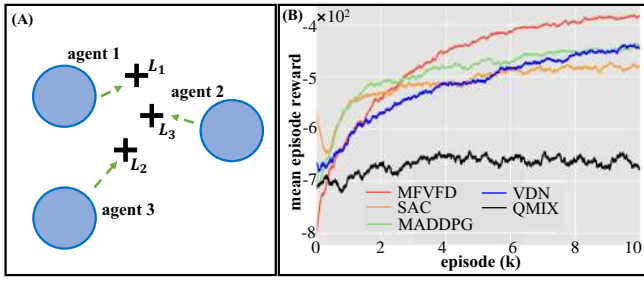 (A)
agent 1
L1
agent 2
L3
L2
agent 3
(B)
×10²
-4
-5
-6
-7
-8
mean episode reward
MFVFD
SAC
MADDPG
VDN
QMIX
0 2 4 6 8 10
episode (k)